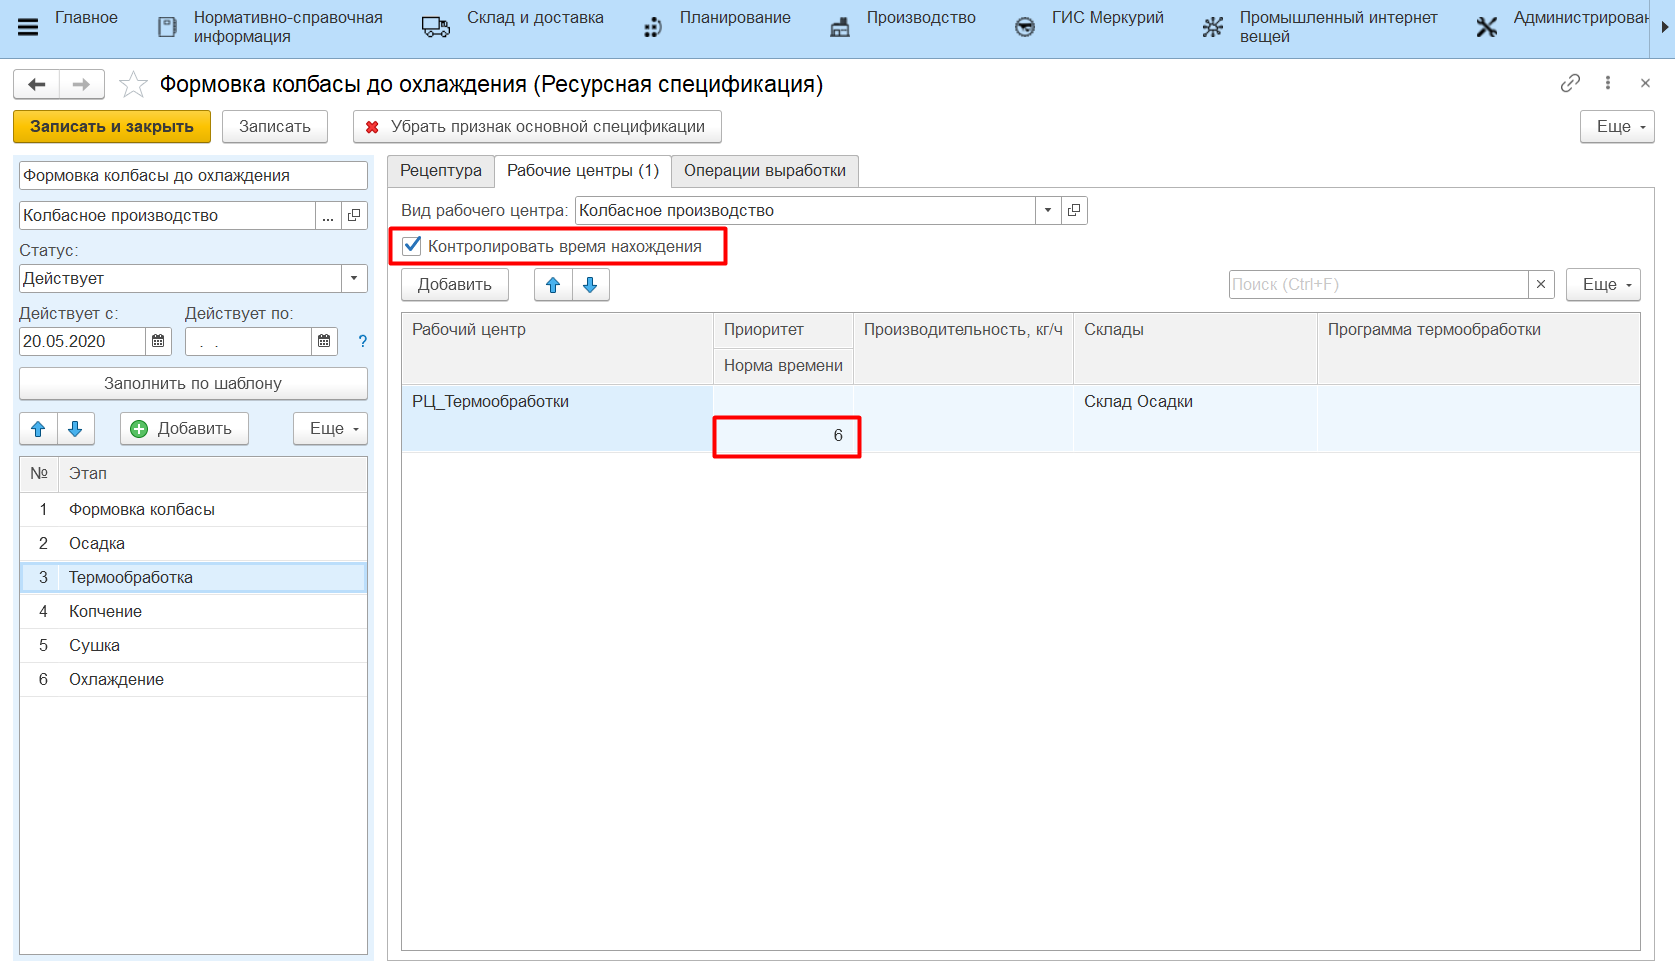 Главное
Нормативно-справочная
информация
Склад и доставка
Планирование
Производство
ГИС Меркурий
Промышленный интернет
вещей
Администрирован
Формовка колбасы до охлаждения (Ресурсная спецификация)
Записать и закрыть
Записать
Убрать признак основной спецификации
Еще
Формовка колбасы до охлаждения
Колбасное производство
...
Статус:
Действует
Действует с:
Действует по:
20.05.2020
. .
?
Заполнить по шаблону
Добавить
Еще
№ Этап
1 Формовка колбасы
2 Осадка
3 Термообработка
4 Копчение
5 Сушка
6 Охлаждение
Рецептура
Рабочие центры (1)
Операции выработки
Вид рабочего центра: Колбасное производство
Контролировать время нахождения
Добавить
Поиск (Ctrl+F)
×
Еще
Рабочий центр
Приоритет
Производительность, кг/ч
Склады
Программа термообработки
Норма времени
РЦ_Термообработки
Склад Осадки
6